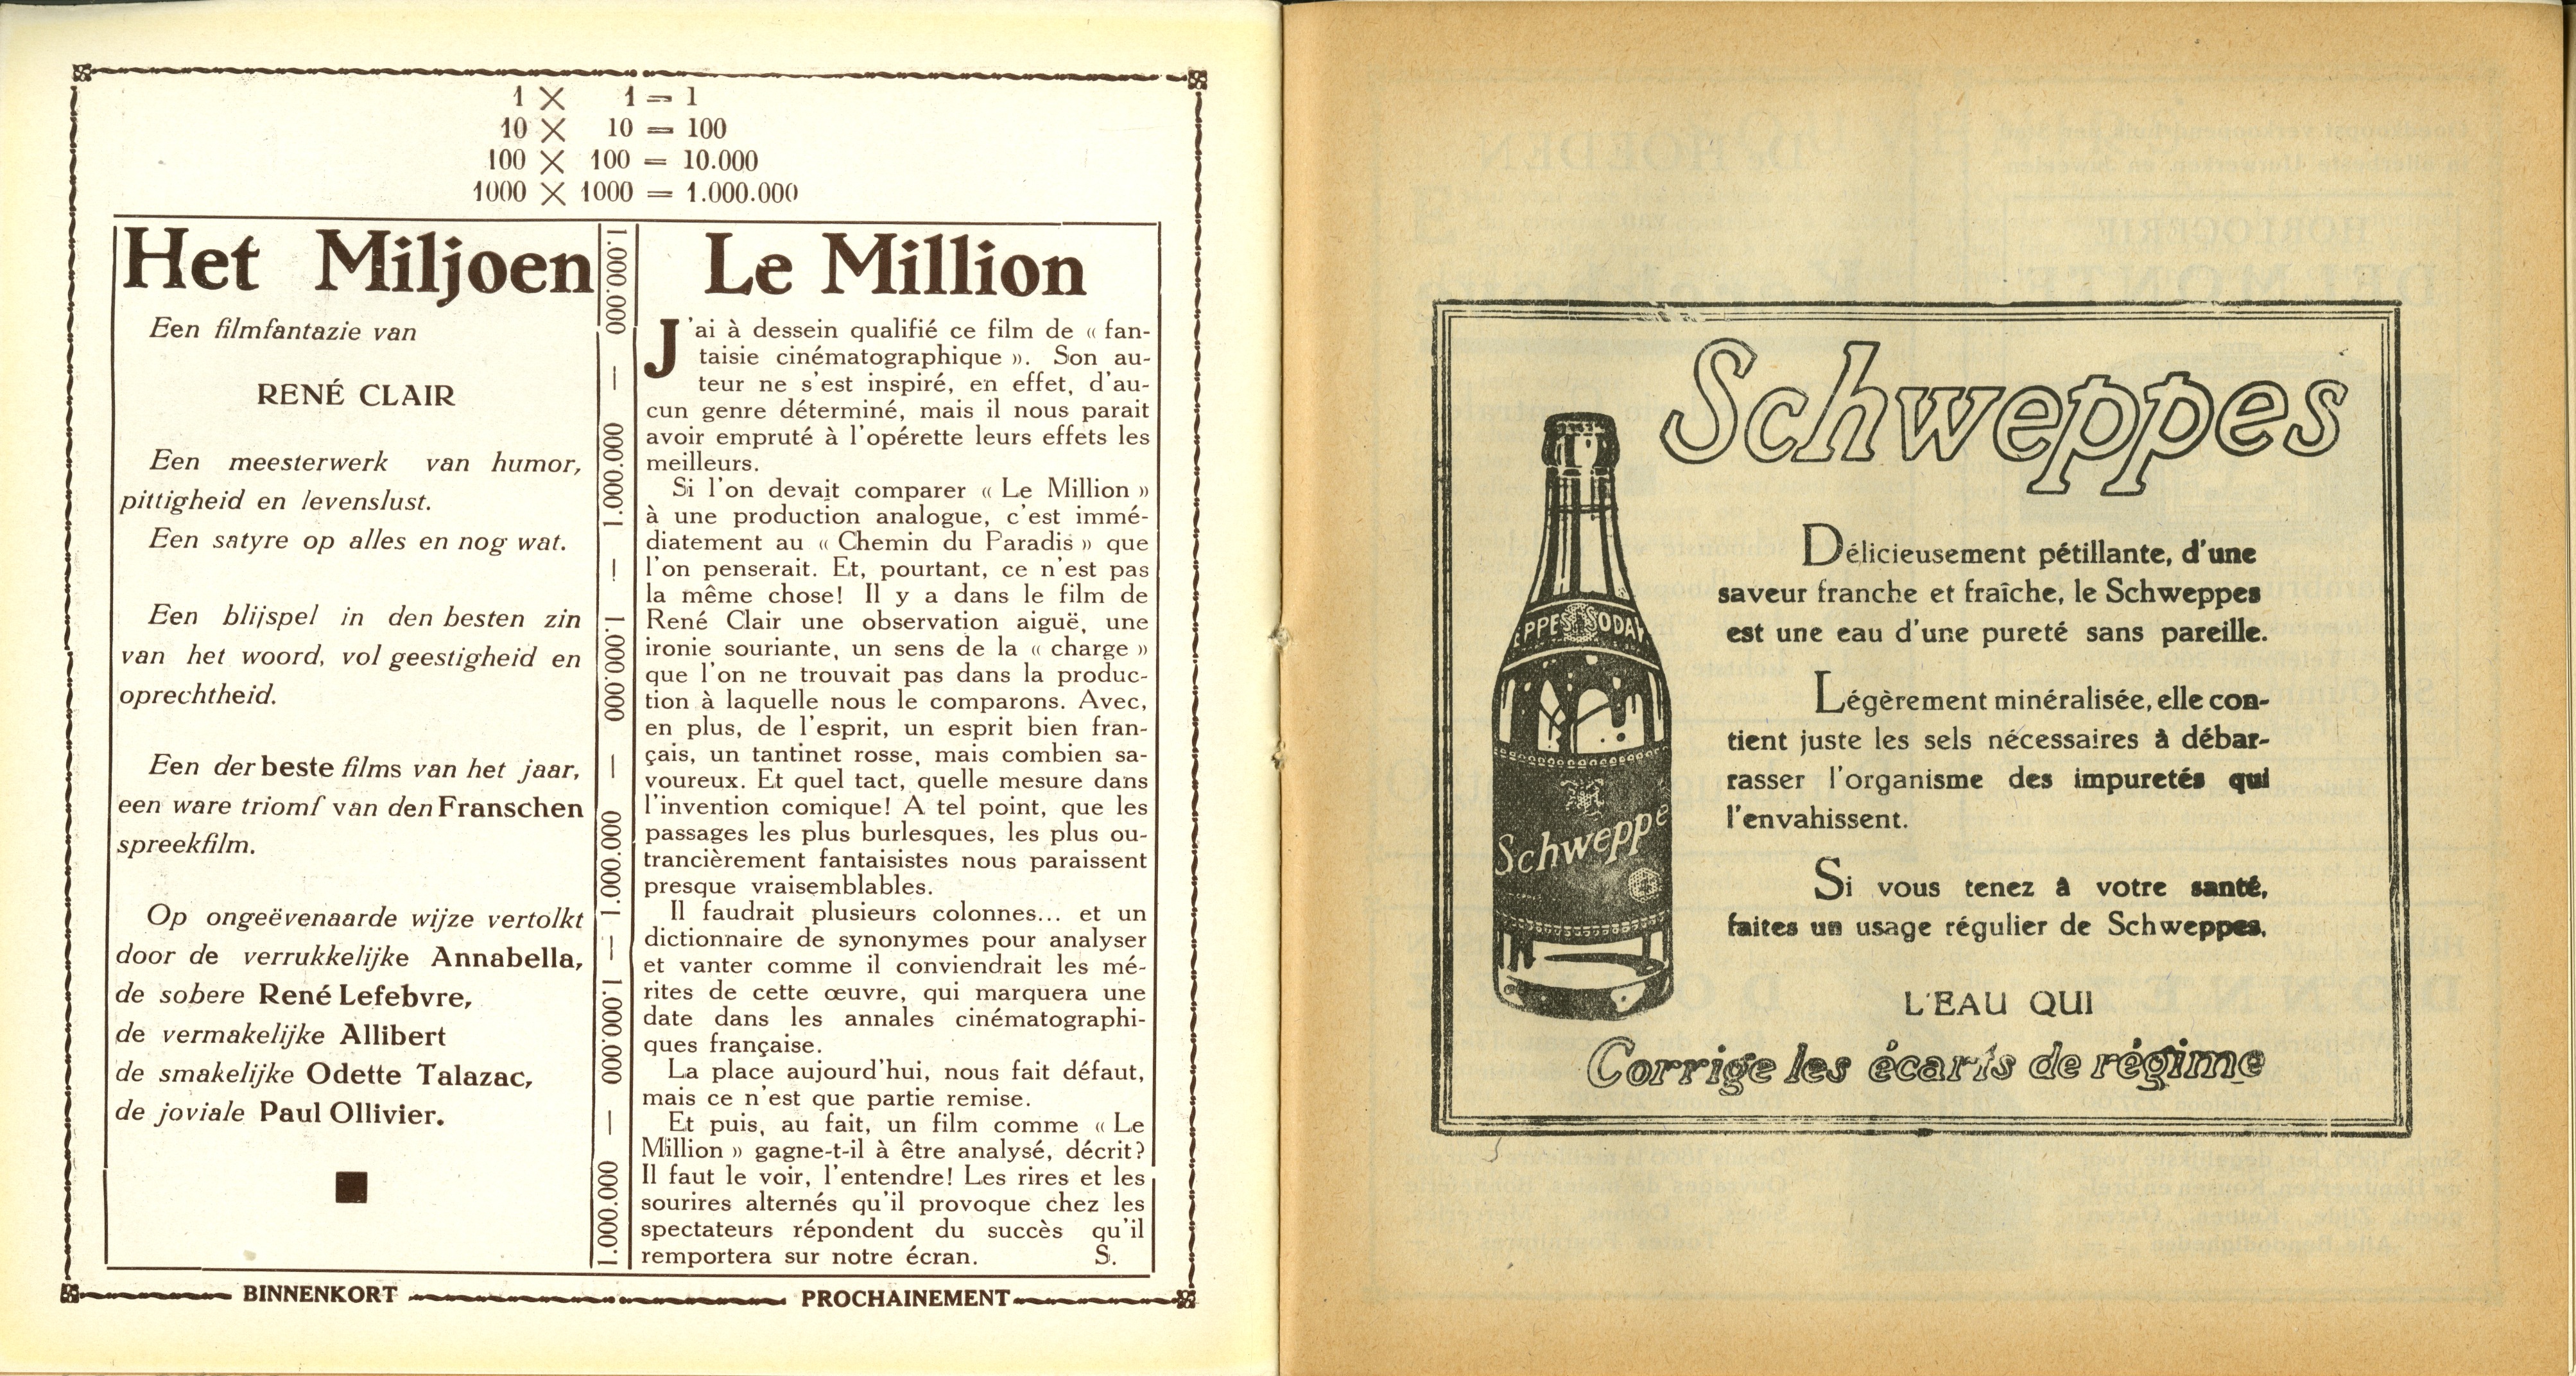 1 × 1 = 1
10 × 10 = 100
100 × 100 = 10.000
1000 × 1000 = 1.000.000
Het Miljoen
Een filmfantazie van
RENÉ CLAIR
Een meesterwerk van humor,
pittigheid en levenslust.
Een satyre op alles en nog wat.
Een blijspel in den besten zin
van het woord, vol geestigheid en
oprechtheid.
Een der beste films van het jaar,
een ware triomf van den Franschen
spreekfilm.
Op ongeëvenaarde wijze vertolkt
door de verrukkelijke Annabella,
de sobere René Lefebvre,
de vermakelijke Allibert
de smakelijke Odette Talazac,
de joviale Paul Ollivier.
1.000.000 — 1.000.000 — 1.000.000 — 1.000.000 — 1.000.000 — 1.000.000
Le Million
J'ai à dessein qualifié ce film de « fan-
taisie cinématographique ». Son au-
teur ne s'est inspiré, en effet, d'au-
cun genre déterminé, mais il nous parait
avoir empruté à l'opérette leurs effets les
meilleurs.
Si l'on devait comparer « Le Million »
à une production analogue, c'est immé-
diatement au « Chemin du Paradis » que
l'on penserait. Et, pourtant, ce n'est pas
la même chose! Il y a dans le film de
René Clair une observation aiguë, une
ironie souriante, un sens de la « charge »
que l'on ne trouvait pas dans la produc-
tion à laquelle nous le comparons. Avec,
en plus, de l'esprit, un esprit bien fran-
çais, un tantinet rosse, mais combien sa-
voureux. Et quel tact, quelle mesure dans
l'invention comique! A tel point, que les
passages les plus burlesques, les plus ou-
trancièrement fantaisistes nous paraissent
presque vraisemblables.
Il faudrait plusieurs colonnes... et un
dictionnaire de synonymes pour analyser
et vanter comme il conviendrait les mé-
rites de cette œuvre, qui marquera une
date dans les annales cinématographi-
ques française.
La place aujourd'hui, nous fait défaut,
mais ce n'est que partie remise.
Et puis, au fait, un film comme « Le
Million » gagne-t-il à être analysé, décrit?
Il faut le voir, l'entendre! Les rires et les
sourires alternés qu'il provoque chez les
spectateurs répondent du succès qu'il
remportera sur notre écran. S.
BINNENKORT PROCHAINEMENT
Schweppes
Délicieusement pétillante, d'une
saveur franche et fraîche, le Schweppes
est une eau d'une pureté sans pareille.
Légèrement minéralisée, elle con-
tient juste les sels nécessaires à débar-
rasser l'organisme des impuretés qui
l'envahissent.
Si vous tenez à votre santé,
faites un usage régulier de Schweppes.
L'EAU QUI
Corrige les écarts de régime
EPPES SODA
Schweppe